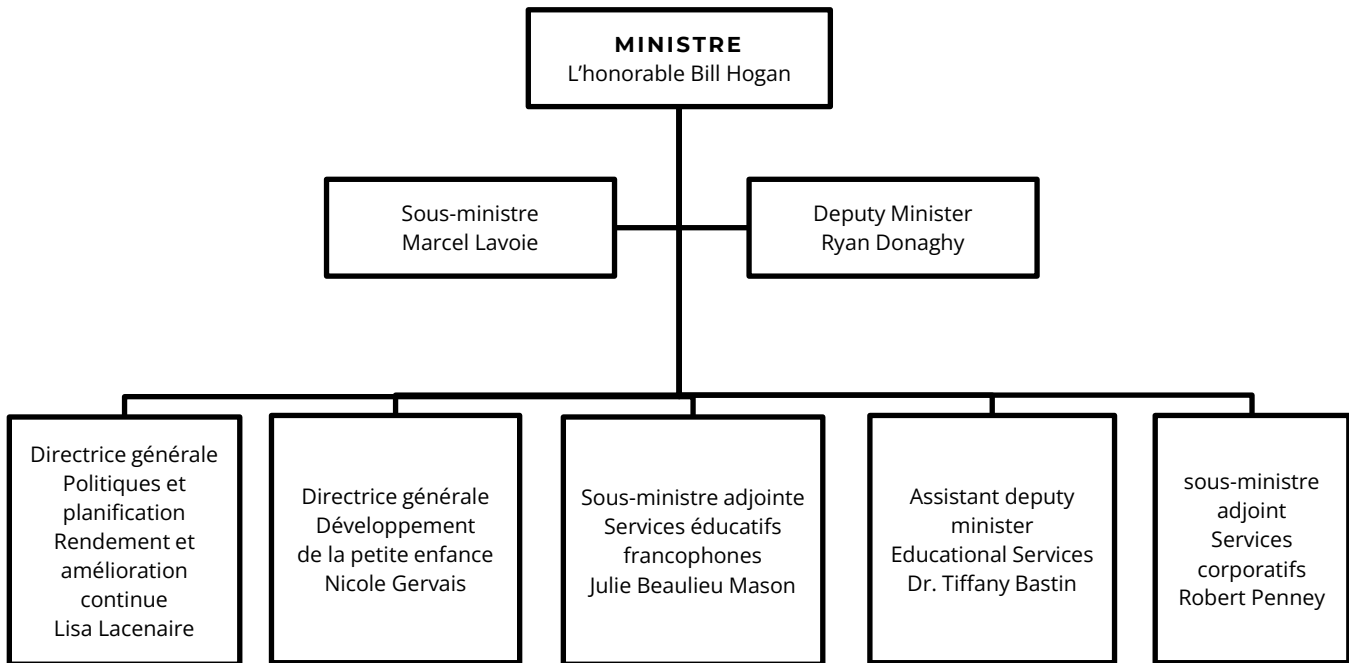 MINISTRE
L’honorable Bill Hogan
Sous-ministre
Marcel Lavoie
Deputy Minister
Ryan Donaghy
Directrice générale
Politiques et
planification
Rendement et
amélioration
continue
Lisa Lacenaire
Directrice générale
Développement
de la petite enfance
Nicole Gervais
Sous-ministre adjointe
Services éducatifs
francophones
Julie Beaulieu Mason
Assistant deputy
minister
Educational Services
Dr. Tiffany Bastin
sous-ministre
adjoint
Services
corporatifs
Robert Penney